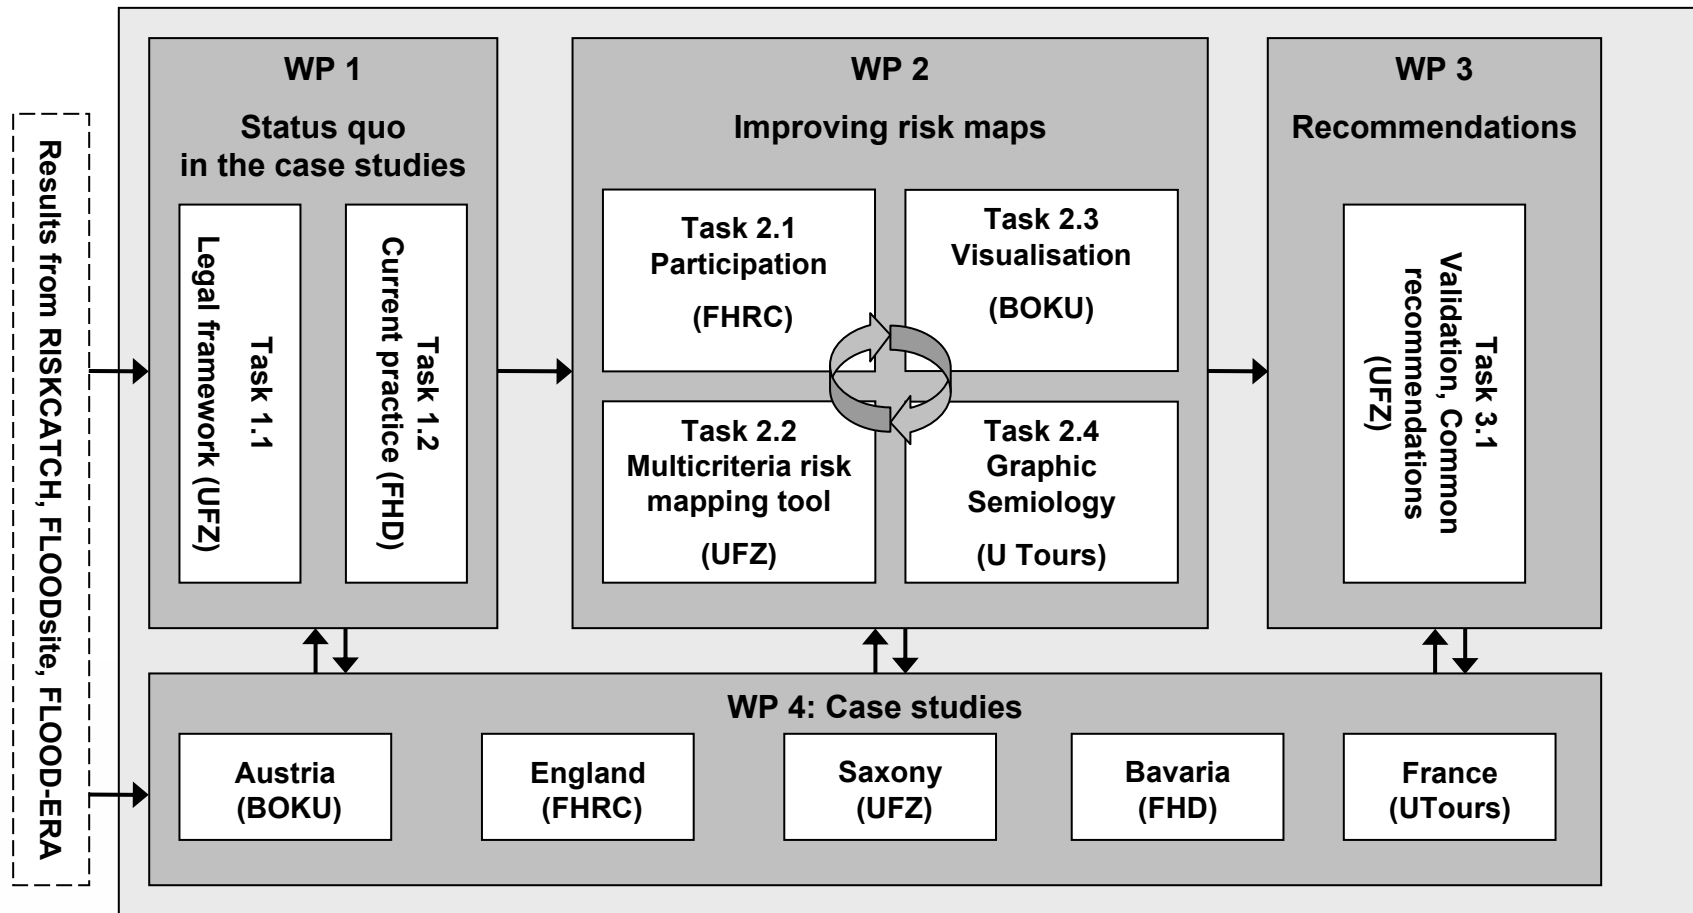 Results from RISKCATCH, FLOODsite, FLOOD-ERA
WP 1
Status quo
in the case studies
Task 1.1
Legal framework (UFZ)
Task 1.2
Current practice (FHD)
WP 2
Improving risk maps
Task 2.1
Participation
(FHRC)
Task 2.3
Visualisation
(BOKU)
Task 2.2
Multicriteria risk
mapping tool
(UFZ)
Task 2.4
Graphic
Semiology
(U Tours)
WP 3
Recommendations
Task 3.1
Validation, Common
recommendations
(UFZ)
WP 4: Case studies
Austria
(BOKU)
England
(FHRC)
Saxony
(UFZ)
Bavaria
(FHD)
France
(UTours)